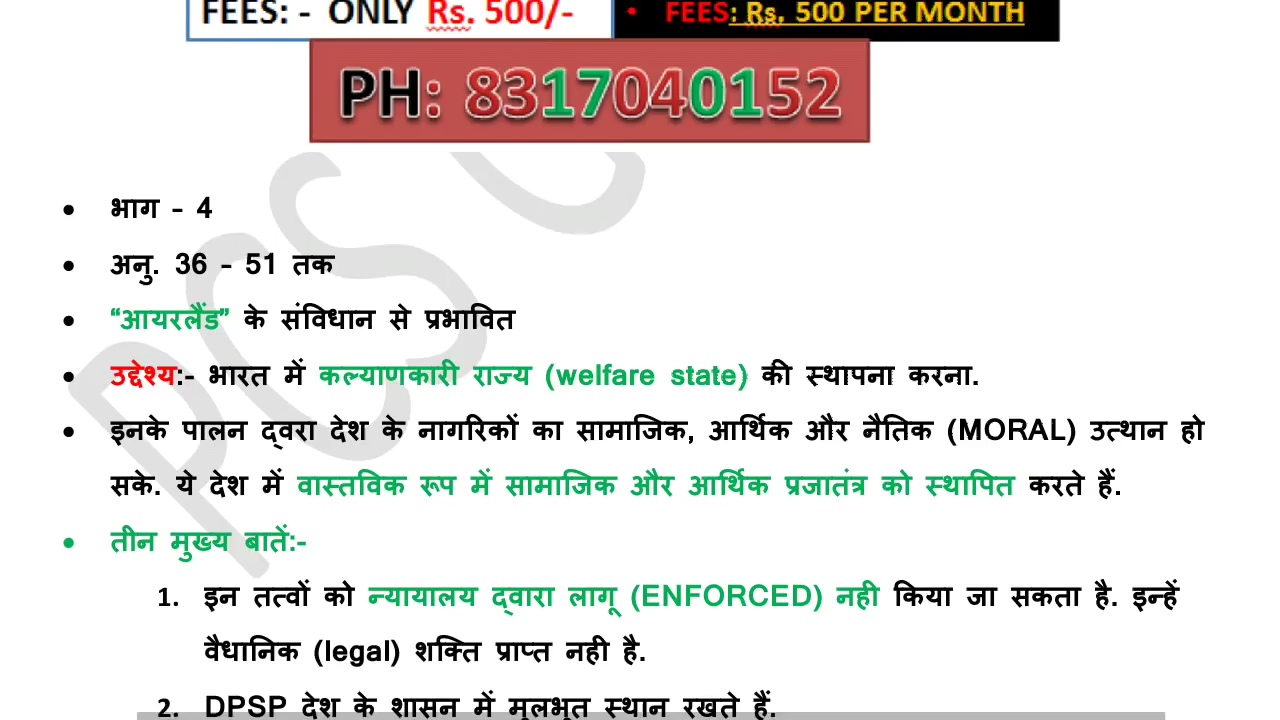 FEES: - ONLY Rs. 500/-
• FEES: Rs. 500 PER MONTH
PH: 8317040152
PCS
• भाग – 4
• अनु. 36 – 51 तक
• “आयरलैंड” के संविधान से प्रभावित
• उद्देश्य:- भारत में कल्याणकारी राज्य (welfare state) की स्थापना करना.
• इनके पालन द्वरा देश के नागरिकों का सामाजिक, आर्थिक और नैतिक (MORAL) उत्थान हो
सके. ये देश में वास्तविक रूप में सामाजिक और आर्थिक प्रजातंत्र को स्थापित करते हैं.
• तीन मुख्य बातें:-
1. इन तत्वों को न्यायालय द्वारा लागू (ENFORCED) नही किया जा सकता है. इन्हें
वैधानिक (legal) शक्ति प्राप्त नही है.
2. DPSP देश के शासन में मूलभूत स्थान रखते हैं.